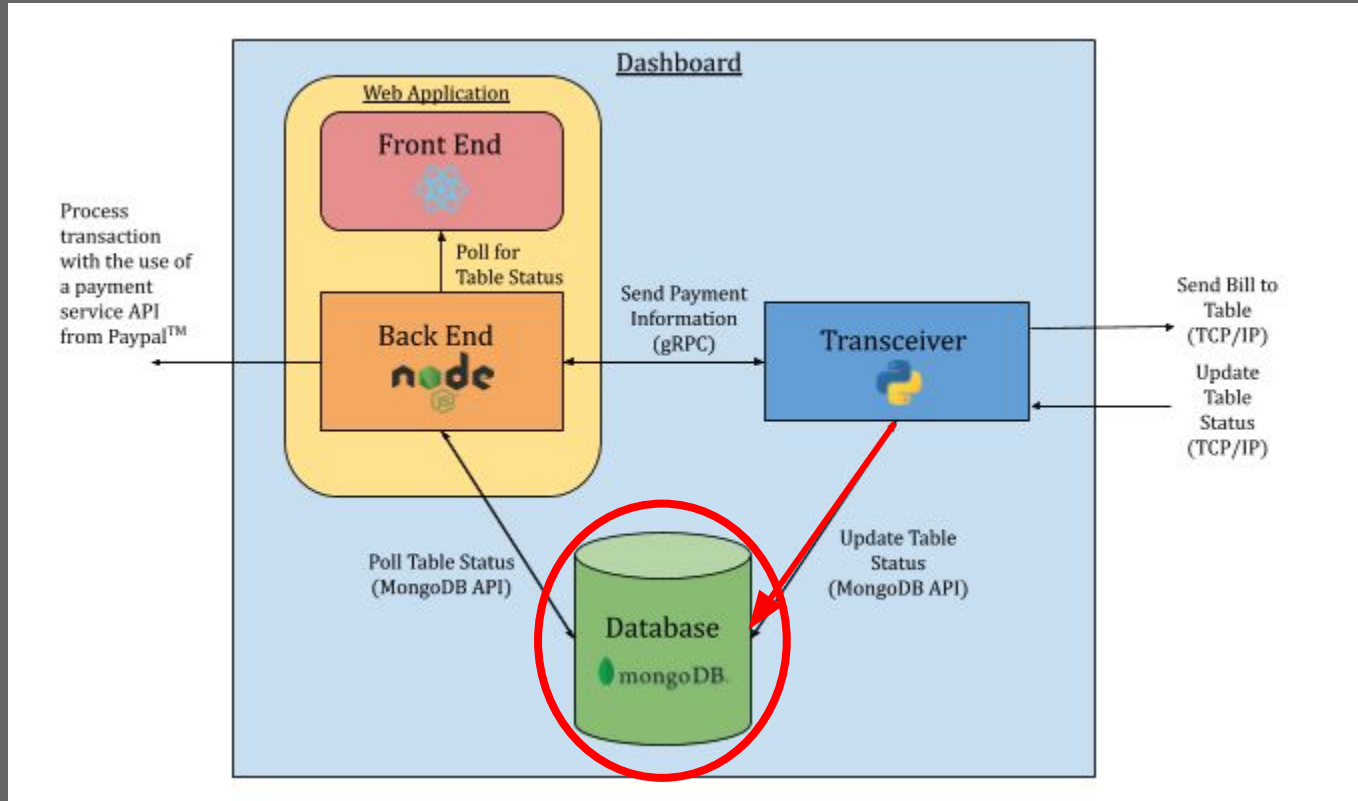 Dashboard
Web Application
Front End
Process
transaction
with the use of
a payment
service API
from Paypal™
Poll for
Table Status
Back End
node
JS
Send Payment
Information
(gRPC)
Transceiver
Send Bill to
Table
(TCP/IP)
Update
Table
Status
(TCP/IP)
Poll Table Status
(MongoDB API)
Update Table
Status
(MongoDB API)
Database
mongoDB.